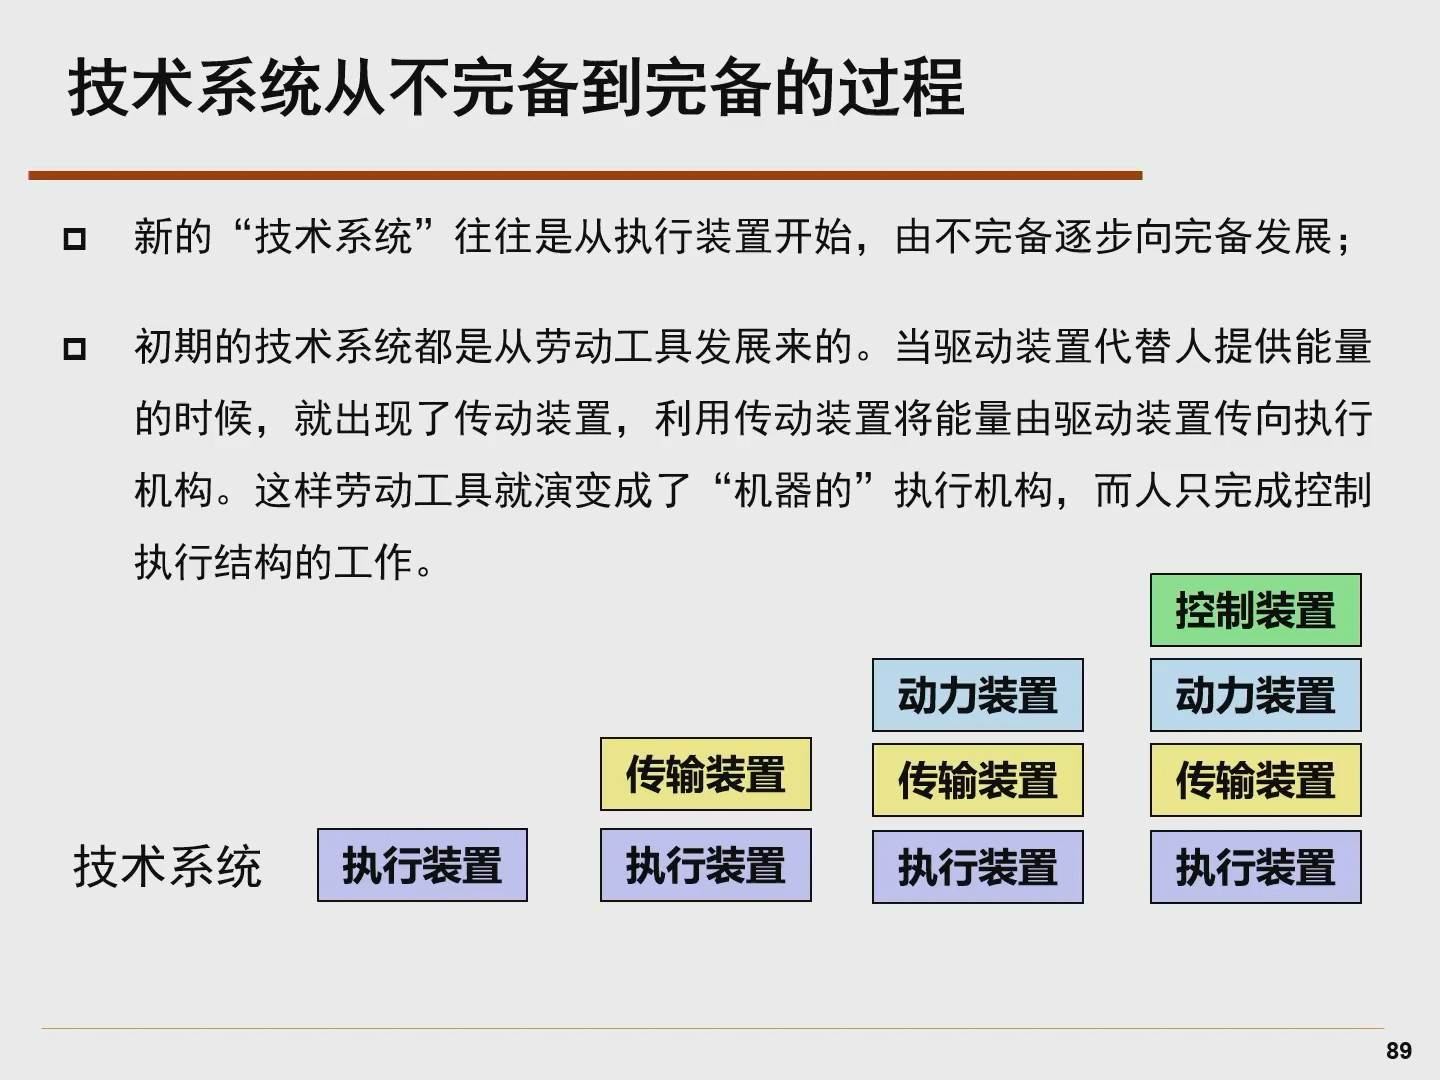 技术系统从不完备到完备的过程
新的“技术系统”往往是从执行装置开始，由不完备逐步向完备发展；
初期的技术系统都是从劳动工具发展来的。当驱动装置代替人提供能量
的时候，就出现了传动装置，利用传动装置将能量由驱动装置传向执行
机构。这样劳动工具就演变成了“机器的”执行机构，而人只完成控制
执行结构的工作。
控制装置
动力装置
动力装置
传输装置
传输装置
传输装置
技术系统
执行装置
执行装置
执行装置
执行装置
89